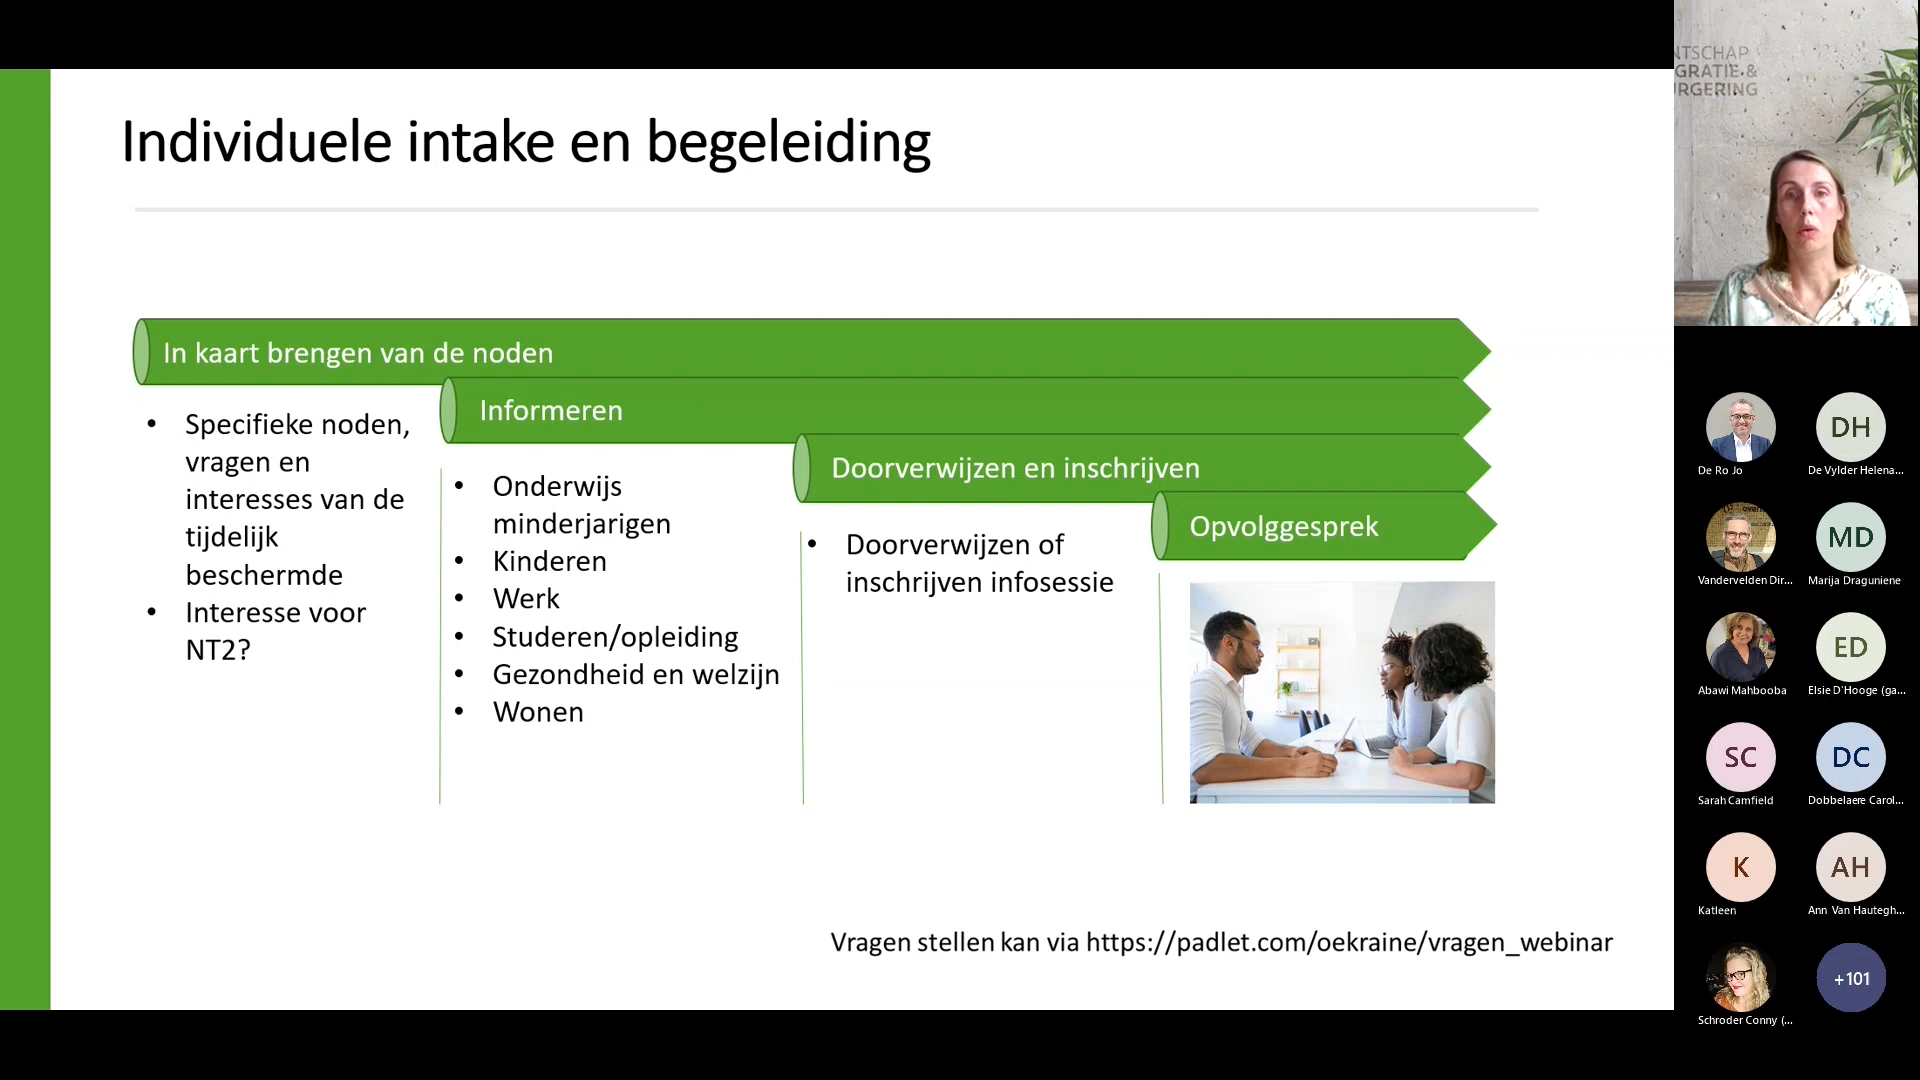 Individuele intake en begeleiding
In kaart brengen van de noden
• Specifieke noden,
vragen en
interesses van de
tijdelijk
beschermde
• Interesse voor
NT2?
Informeren
• Onderwijs
minderjarigen
• Kinderen
• Werk
• Studeren/opleiding
• Gezondheid en welzijn
• Wonen
Doorverwijzen en inschrijven
• Doorverwijzen of
inschrijven infosessie
Opvolggesprek
Vragen stellen kan via https://padlet.com/oekraine/vragen_webinar
NTSCHAP
GRATIE &
RGERING
De Ro Jo
DH
De Vylder Helena...
Vandervelden Dir...
MD
Marija Draguniene
Abawi Mahbooba
ED
Elsie D'Hooge (ga...
SC
Sarah Camfield
DC
Dobbelaere Carol...
K
Katleen
AH
Ann Van Hautegh...
Schroder Conny (...
+101